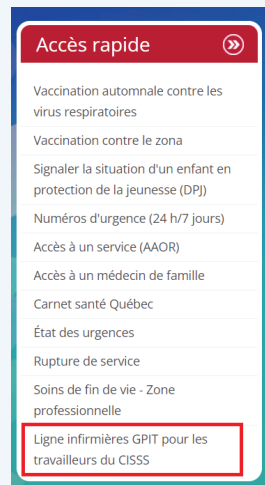 Accès rapide
Vaccination automnale contre les
virus respiratoires
Vaccination contre le zona
Signaler la situation d'un enfant en
protection de la jeunesse (DPJ)
Numéros d'urgence (24 h/7 jours)
Accès à un service (AAOR)
Accès à un médecin de famille
Carnet santé Québec
État des urgences
Rupture de service
Soins de fin de vie - Zone
professionnelle
Ligne infirmières GPIT pour les
travailleurs du CISSS